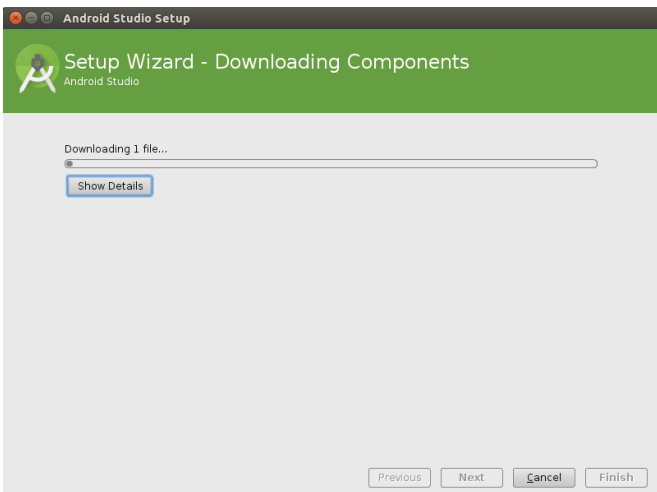 Android Studio Setup
Setup Wizard - Downloading Components
Android Studio
Downloading 1 file...
Show Details
Previous Next Cancel Finish